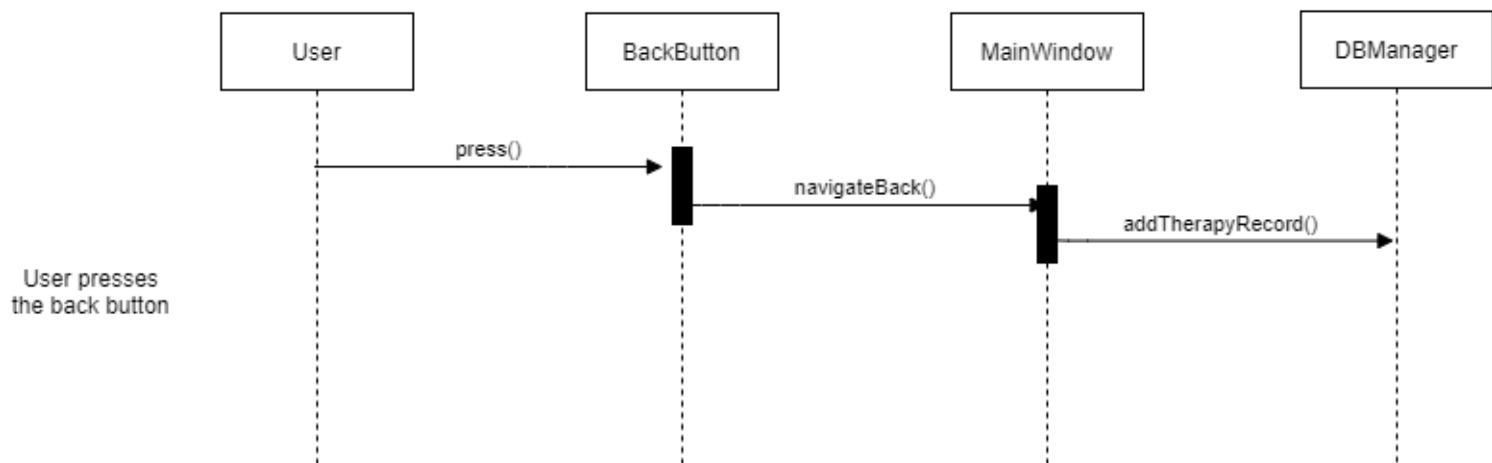 User
BackButton
MainWindow
DBManager
press()
navigateBack()
addTherapyRecord()
User presses
the back button